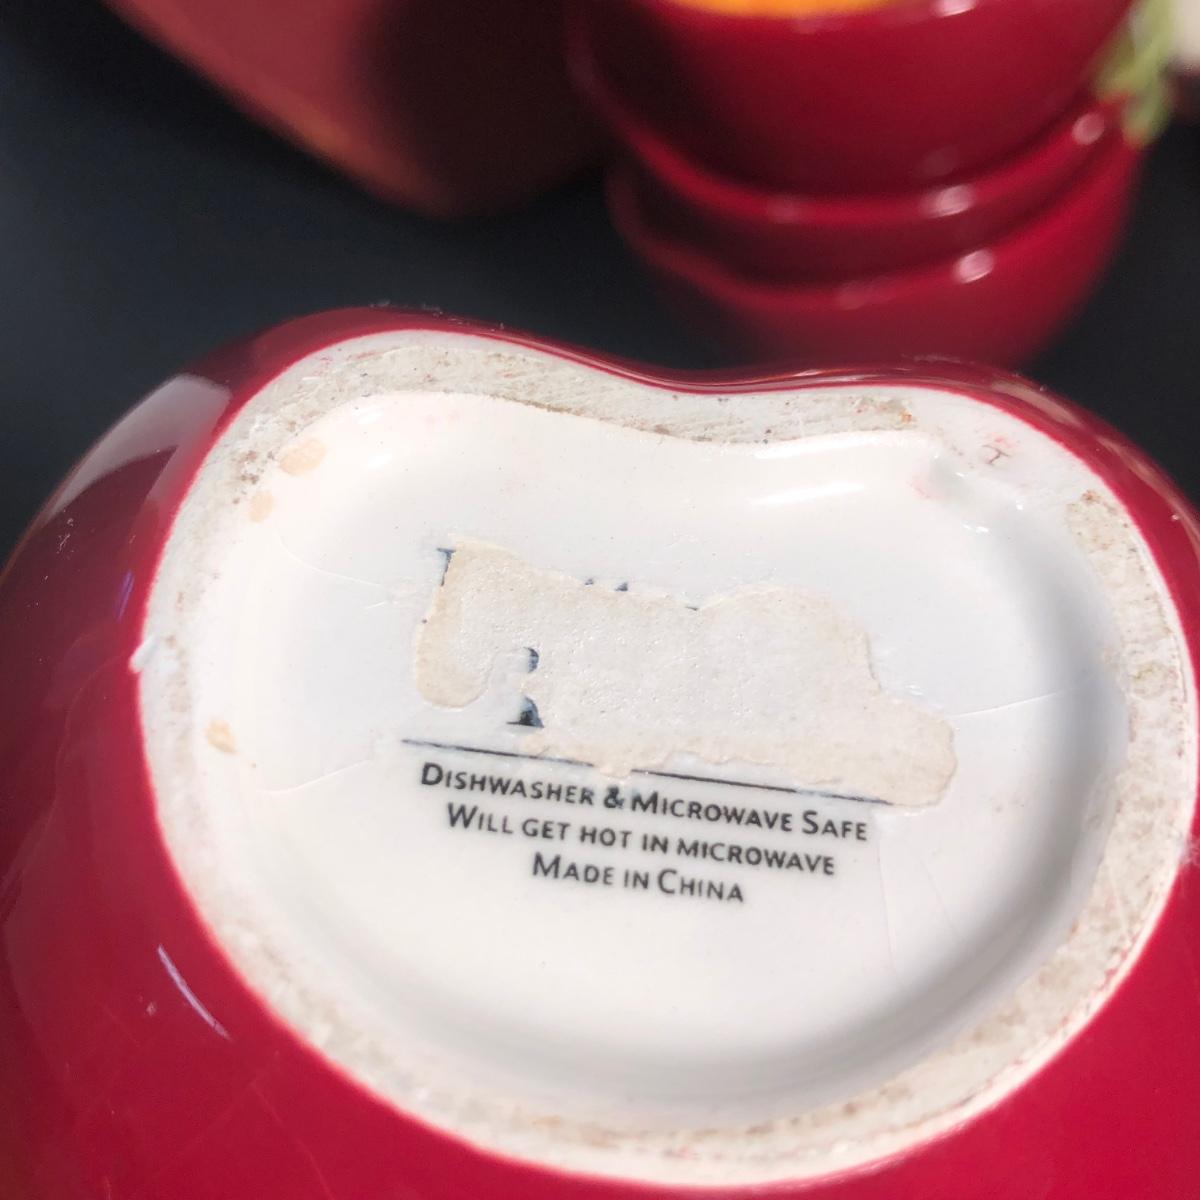 DISHWASHER & MICROWAVE SAFE
WILL GET HOT IN MICROWAVE
MADE IN CHINA